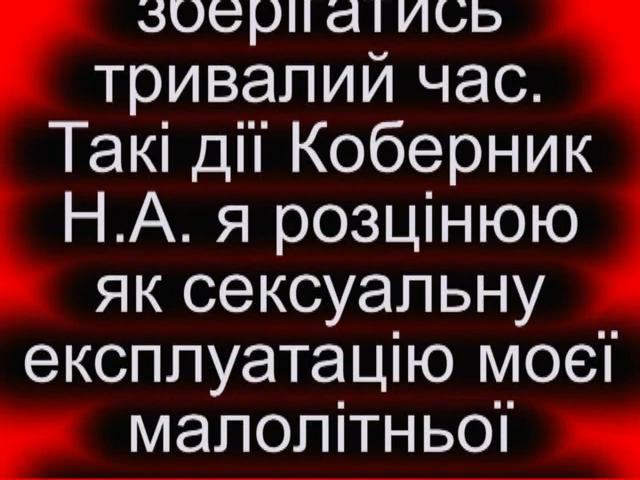 зберігатись
тривалий час.
Такі дії Коберник
Н.А. я розцінюю
як сексуальну
експлуатацію моєї
малолітньої